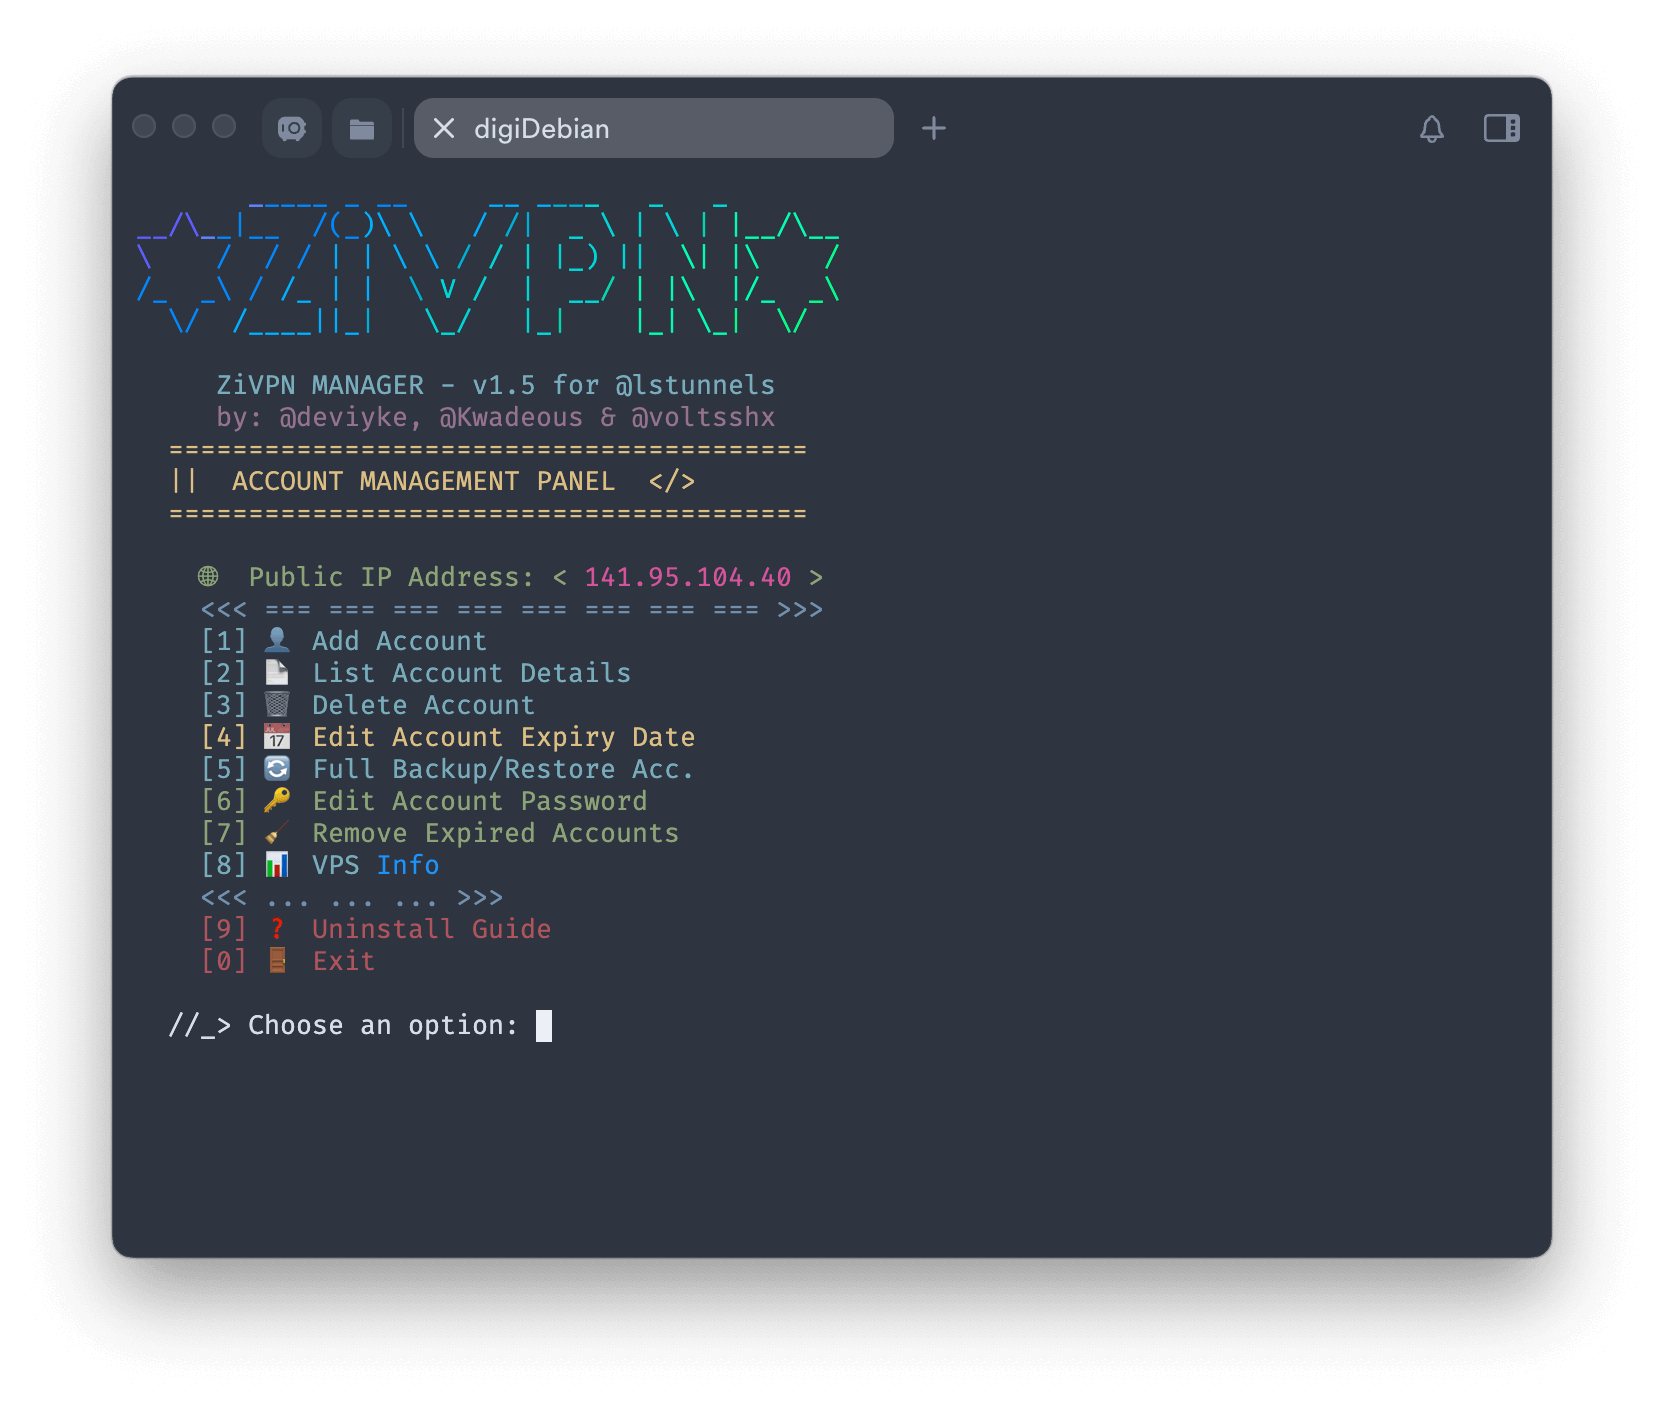 digiDebian
ZiVPN
ZiVPN MANAGER - v1.5 for @lstunnels
by: @deviyke, @Kwadeous & @voltsshx
========================================
|| ACCOUNT MANAGEMENT PANEL </>
========================================
🌐 Public IP Address: < 141.95.104.40 >
<<< === === === === === === === === >>>
[1] 👤 Add Account
[2] 📄 List Account Details
[3] 🗑️ Delete Account
[4] 📅 Edit Account Expiry Date
[5] 🔄 Full Backup/Restore Acc.
[6] 🔑 Edit Account Password
[7] 🧹 Remove Expired Accounts
[8] 📊 VPS Info
<<< ... ... ... >>>
[9] ❓ Uninstall Guide
[0] 🚪 Exit
//_> Choose an option: